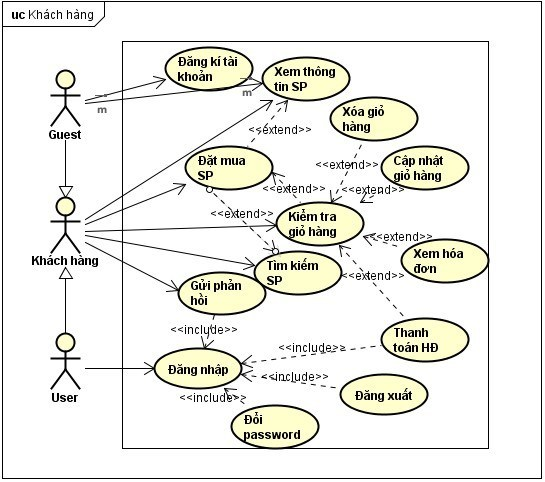 uc Khách hàng
Đăng kí tài
khoản
Xem thông
tin SP
m
m
Guest
Xóa giỏ
hàng
<<extend>>
Đặt mua
SP
<<extend>>
Cập nhật
giỏ hàng
<<extend>>
<<extend>>
<<extend>>
Kiểm tra
giỏ hàng
Khách hàng
<<extend>>
Xem hóa
đơn
Tìm kiếm
SP
<<extend>>
Gửi phản
hồi
<<include>>
Thanh
toán HĐ
<<include>>
User
Đăng nhập
<<include>>
<<include>>
Đăng xuất
Đổi
password